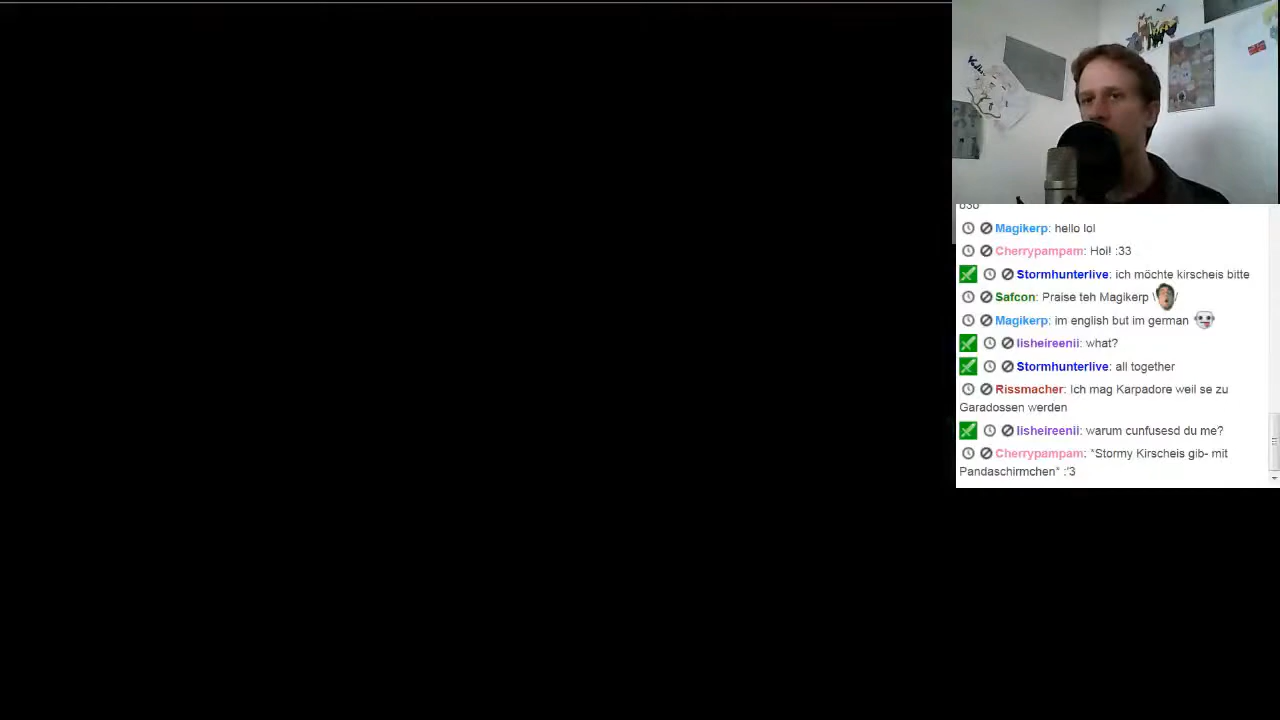 Magikerp: hello lol
Cherrypampam: Hoi! :33
Stormhunterlive: ich möchte kirscheis bitte
Safcon: Praise teh Magikerp \ /
Magikerp: im english but im german
lisheireenii: what?
Stormhunterlive: all together
Rissmacher: Ich mag Karpadore weil se zu
Garadossen werden
lisheireenii: warum cunfusesd du me?
Cherrypampam: *Stormy Kirscheis gib- mit
Pandaschirmchen* :'3